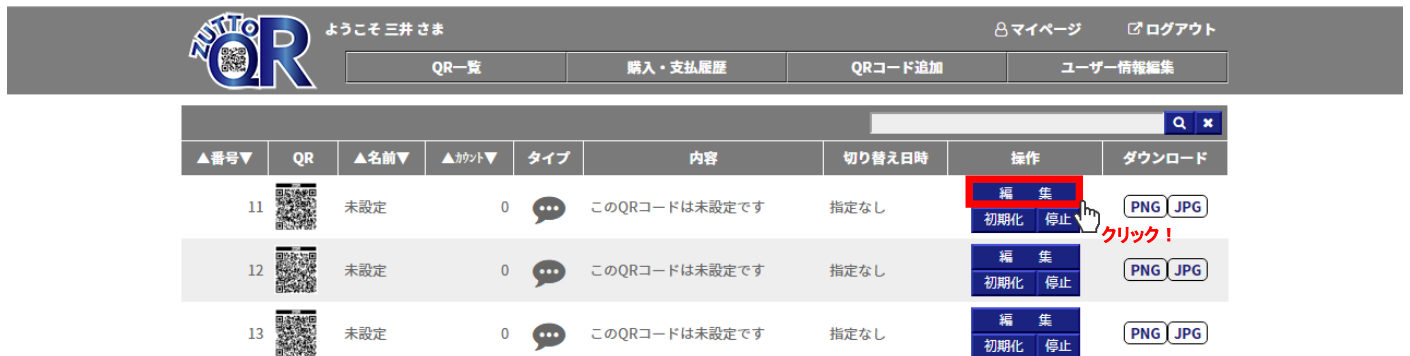 ZUTTO QR
ようこそ 三井 さま
マイページ
ログアウト
QR一覧
購入・支払履歴
QRコード追加
ユーザー情報編集
▲番号▼ QR ▲名前▼ ▲ｶｳﾝﾄ▼ タイプ 内容 切り替え日時 操作 ダウンロード
11 未設定 0 このQRコードは未設定です 指定なし 編 集 PNG JPG
初期化 停止
クリック！
12 未設定 0 このQRコードは未設定です 指定なし 編 集 PNG JPG
初期化 停止
13 未設定 0 このQRコードは未設定です 指定なし 編 集 PNG JPG
初期化 停止